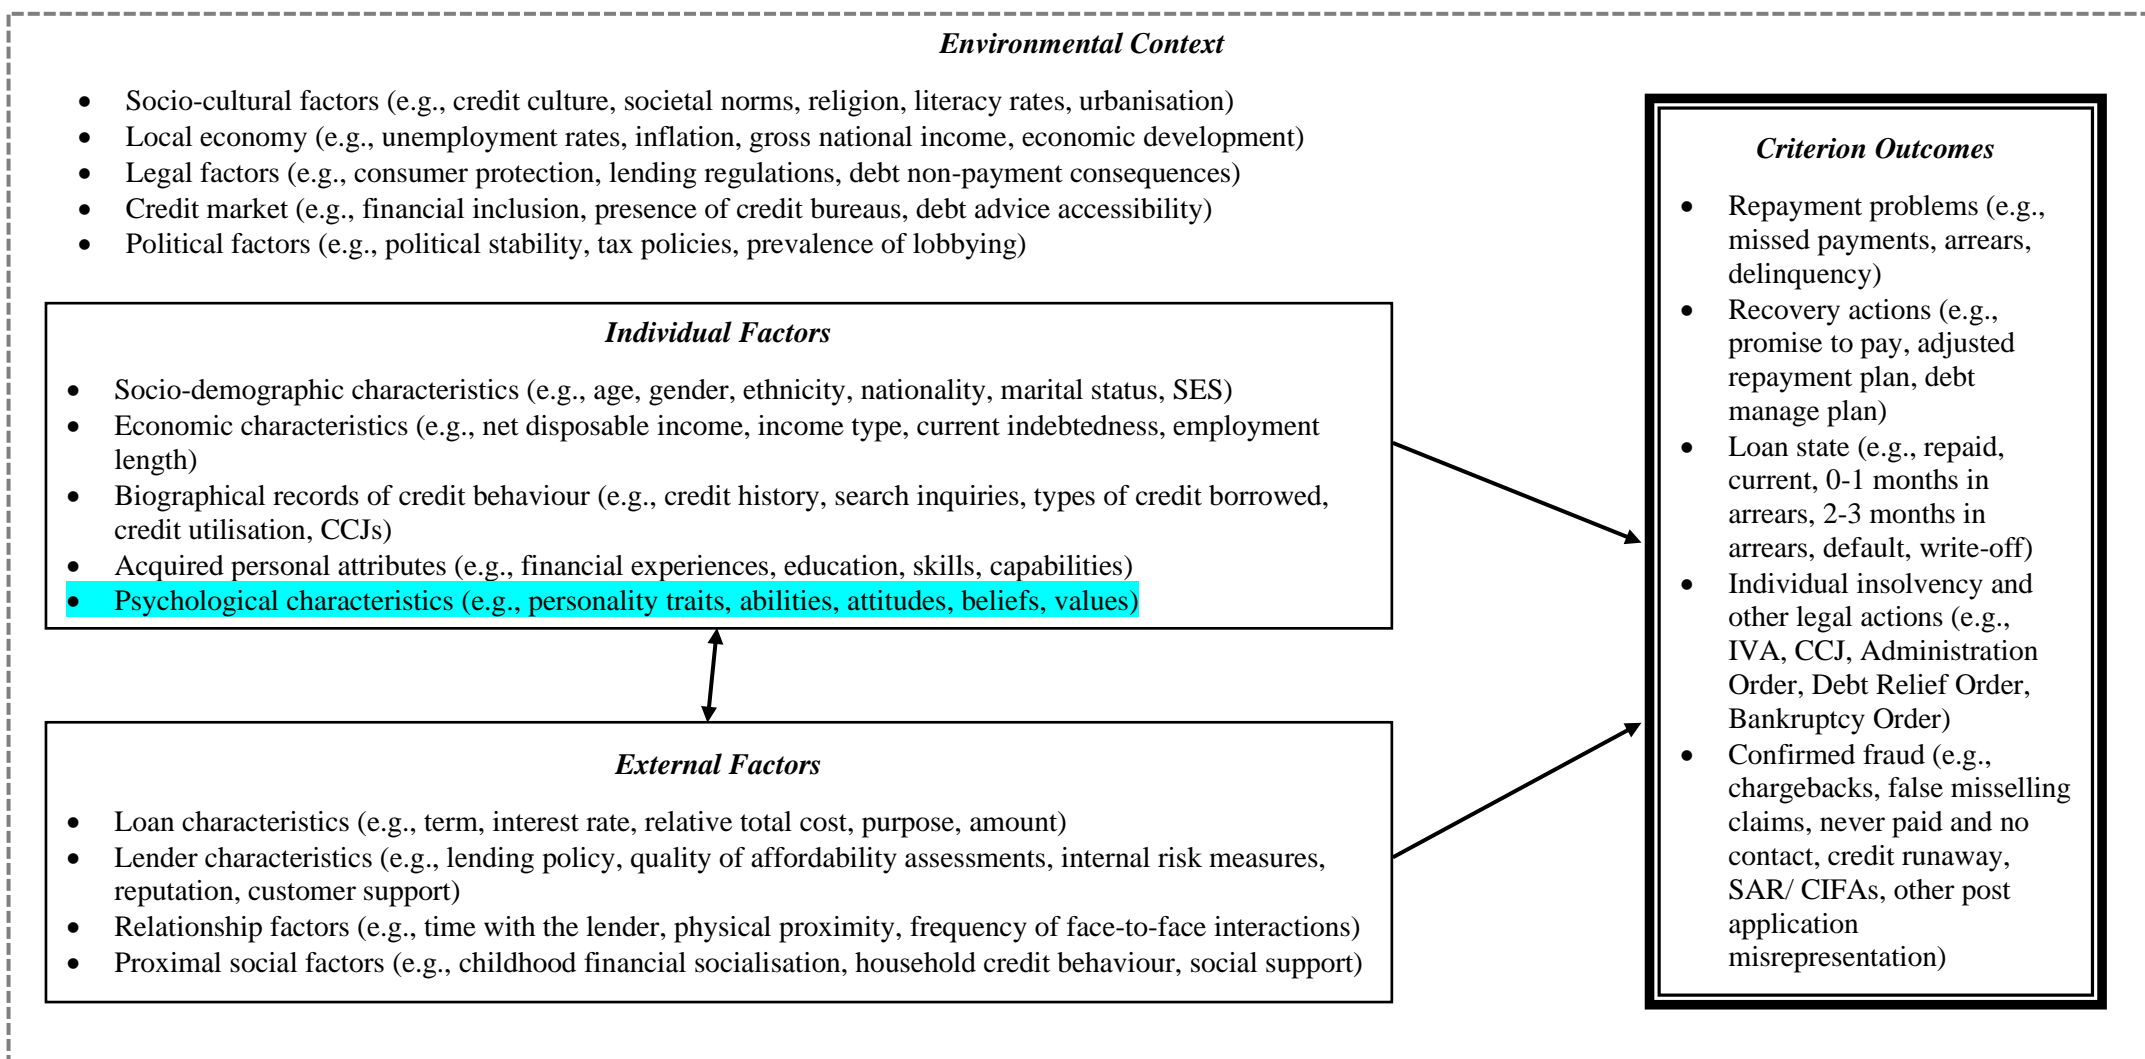 Environmental Context
• Socio-cultural factors (e.g., credit culture, societal norms, religion, literacy rates, urbanisation)
• Local economy (e.g., unemployment rates, inflation, gross national income, economic development)
• Legal factors (e.g., consumer protection, lending regulations, debt non-payment consequences)
• Credit market (e.g., financial inclusion, presence of credit bureaus, debt advice accessibility)
• Political factors (e.g., political stability, tax policies, prevalence of lobbying)
Individual Factors
• Socio-demographic characteristics (e.g., age, gender, ethnicity, nationality, marital status, SES)
• Economic characteristics (e.g., net disposable income, income type, current indebtedness, employment
length)
• Biographical records of credit behaviour (e.g., credit history, search inquiries, types of credit borrowed,
credit utilisation, CCJs)
• Acquired personal attributes (e.g., financial experiences, education, skills, capabilities)
• Psychological characteristics (e.g., personality traits, abilities, attitudes, beliefs, values)
External Factors
• Loan characteristics (e.g., term, interest rate, relative total cost, purpose, amount)
• Lender characteristics (e.g., lending policy, quality of affordability assessments, internal risk measures,
reputation, customer support)
• Relationship factors (e.g., time with the lender, physical proximity, frequency of face-to-face interactions)
• Proximal social factors (e.g., childhood financial socialisation, household credit behaviour, social support)
Criterion Outcomes
• Repayment problems (e.g.,
missed payments, arrears,
delinquency)
• Recovery actions (e.g.,
promise to pay, adjusted
repayment plan, debt
manage plan)
• Loan state (e.g., repaid,
current, 0-1 months in
arrears, 2-3 months in
arrears, default, write-off)
• Individual insolvency and
other legal actions (e.g.,
IVA, CCJ, Administration
Order, Debt Relief Order,
Bankruptcy Order)
• Confirmed fraud (e.g.,
chargebacks, false misselling
claims, never paid and no
contact, credit runaway,
SAR/ CIFAs, other post
application
misrepresentation)